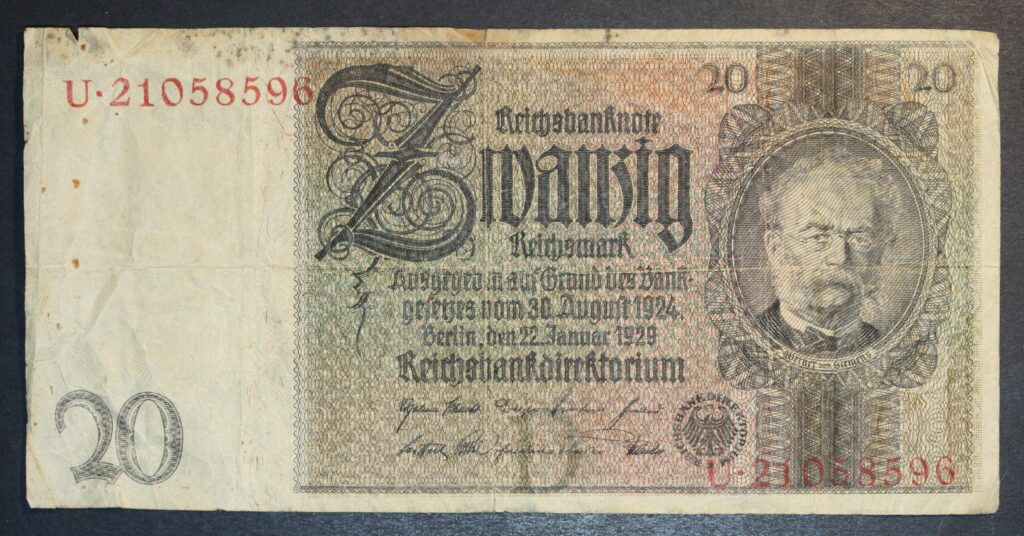 U·21058596
20 20
Reichsbanknote
Zwanzig
Reichsmark
Ausgegeben auf Grund des Bank-
gesetzes vom 30. August 1924.
Berlin, den 22. Januar 1929
Reichsbankdirektorium
Werner von Siemens
REICHSBANKDIREKTORIUM
U·21058596
20